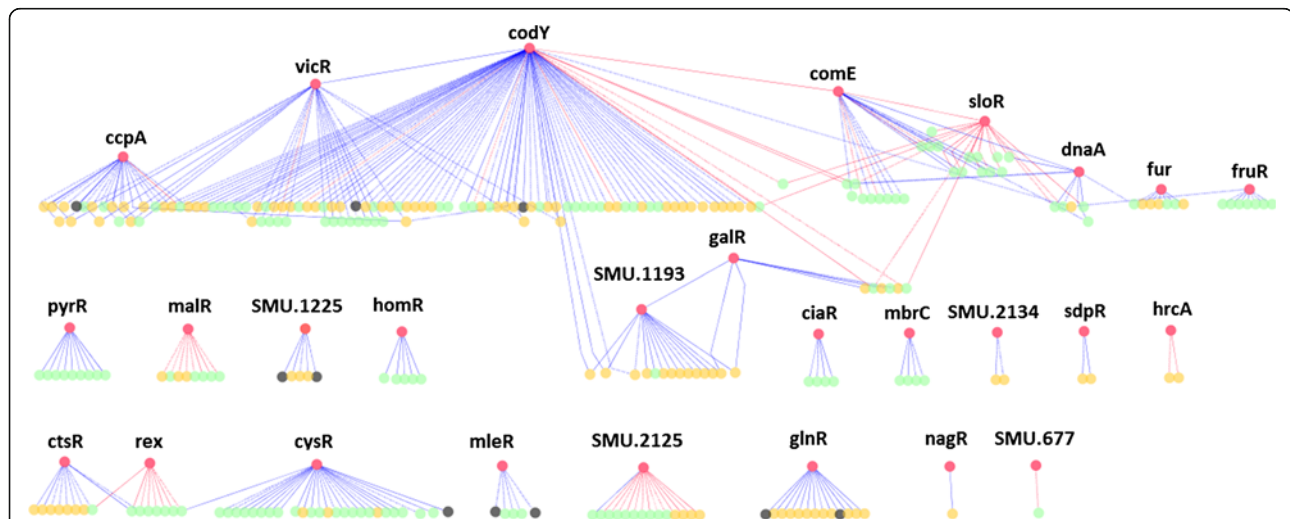 codY
vicR
comE
sloR
ccpA
dnaA
fur
fruR
galR
SMU.1193
pyrR
malR
SMU.1225
homR
ciaR
mbrC
SMU.2134
sdpR
hrcA
ctsR
rex
cysR
mleR
SMU.2125
glnR
nagR
SMU.677